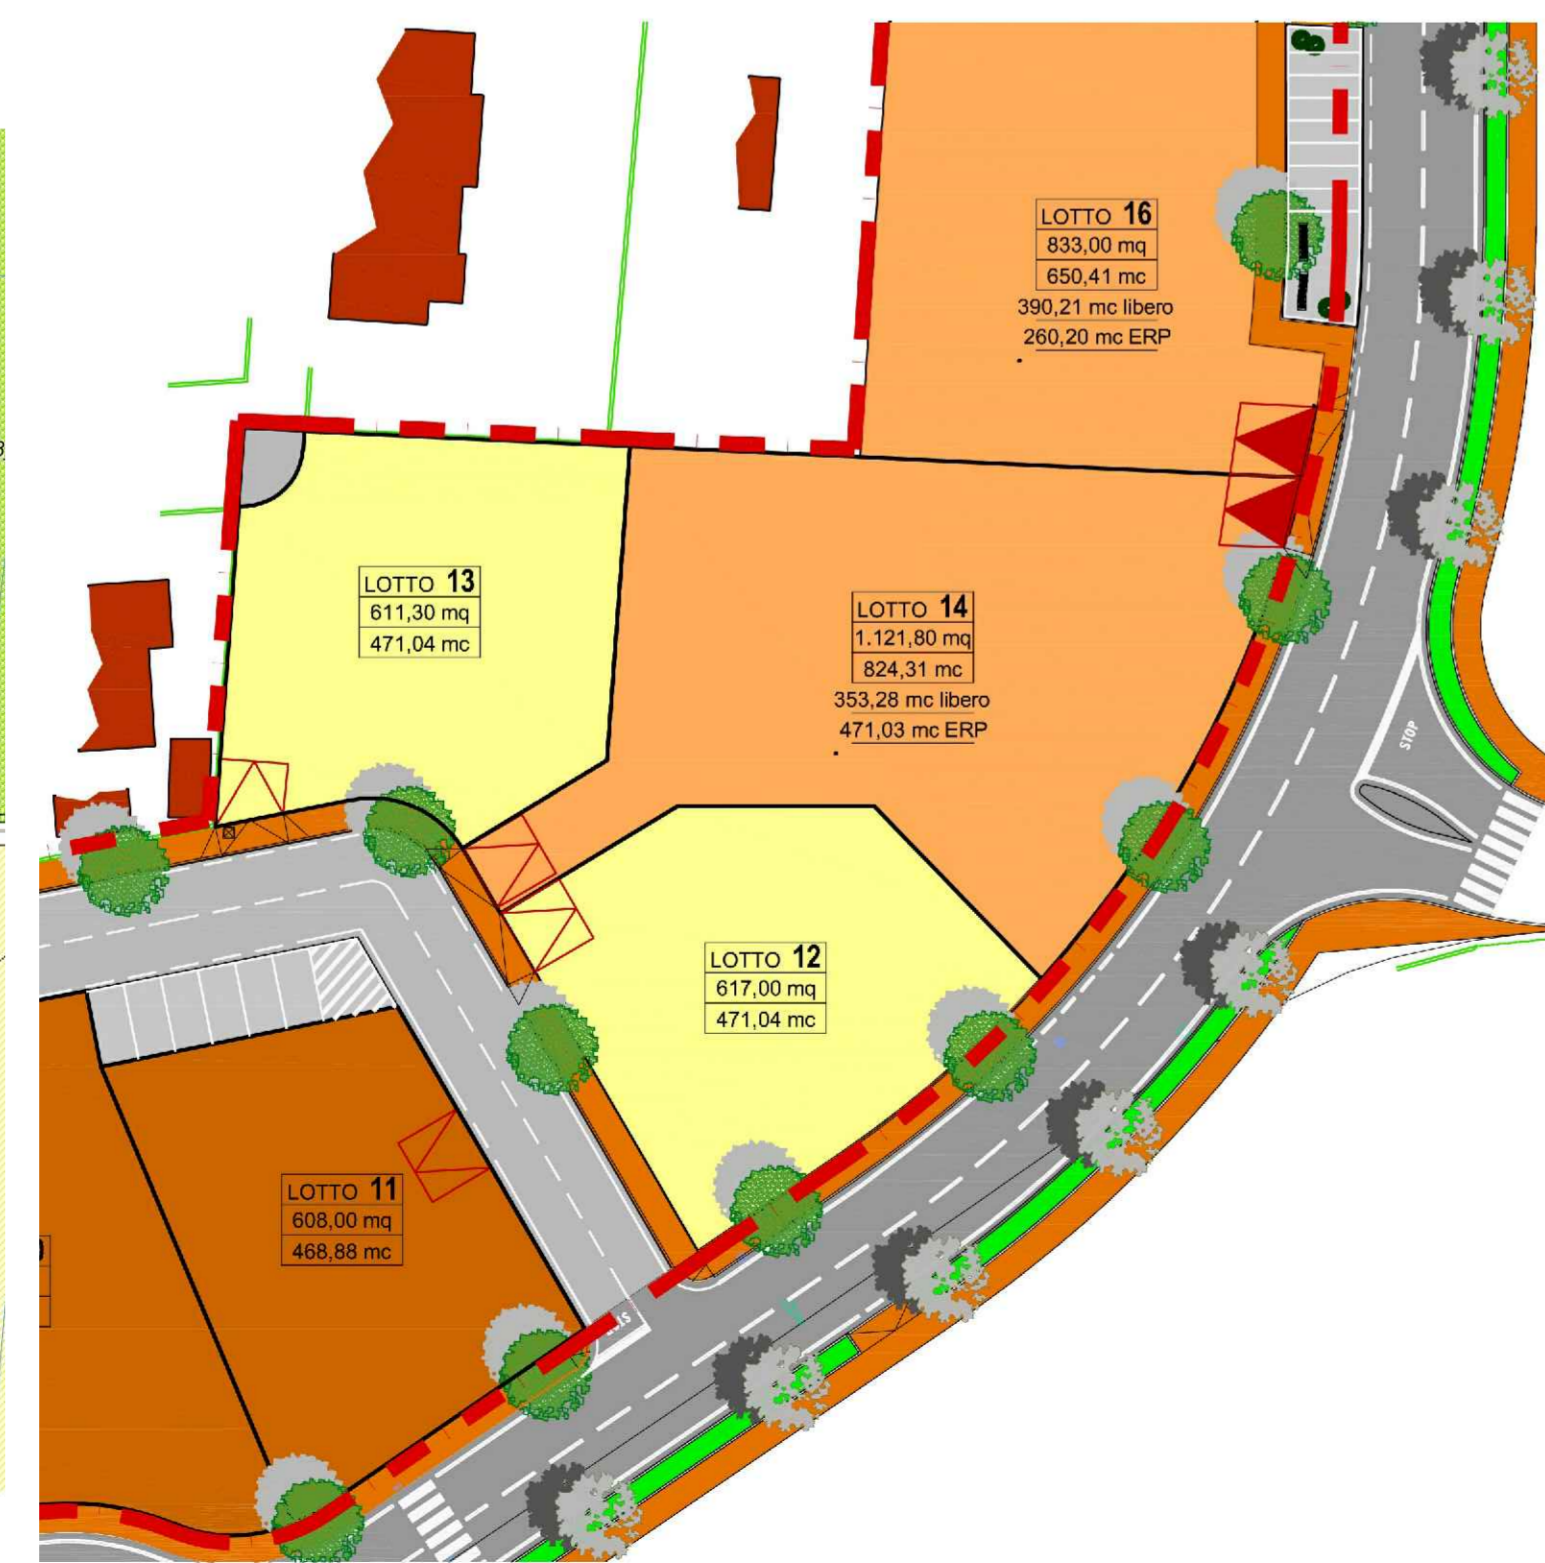 LOTTO 16
833,00 mq
650,41 mc
390,21 mc libero
260,20 mc ERP
LOTTO 13
611,30 mq
471,04 mc
LOTTO 14
1.121,80 mq
824,31 mc
353,28 mc libero
471,03 mc ERP
STOP
LOTTO 12
617,00 mq
471,04 mc
LOTTO 11
608,00 mq
468,88 mc